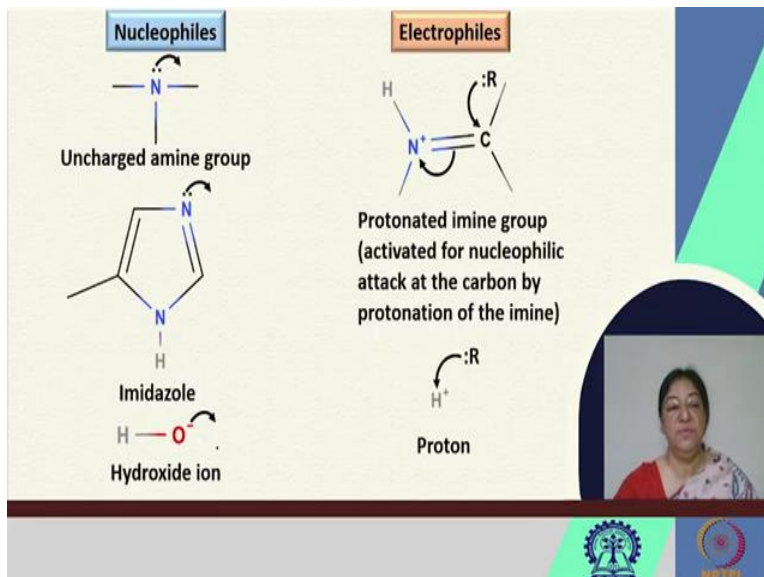 Nucleophiles
N
Uncharged amine group
N
N
H
Imidazole
H O-
Hydroxide ion
Electrophiles
H
:R
N+
C
Protonated imine group
(activated for nucleophilic
attack at the carbon by
protonation of the imine)
:R
H+
Proton
NPTEL